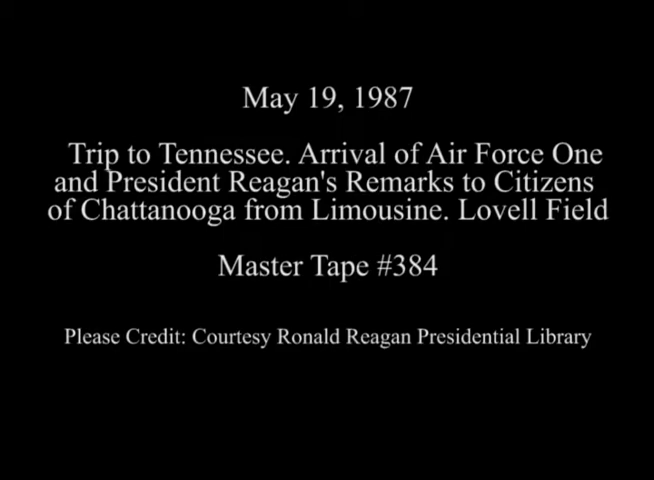 May 19, 1987
Trip to Tennessee. Arrival of Air Force One
and President Reagan's Remarks to Citizens
of Chattanooga from Limousine. Lovell Field
Master Tape #384
Please Credit: Courtesy Ronald Reagan Presidential Library